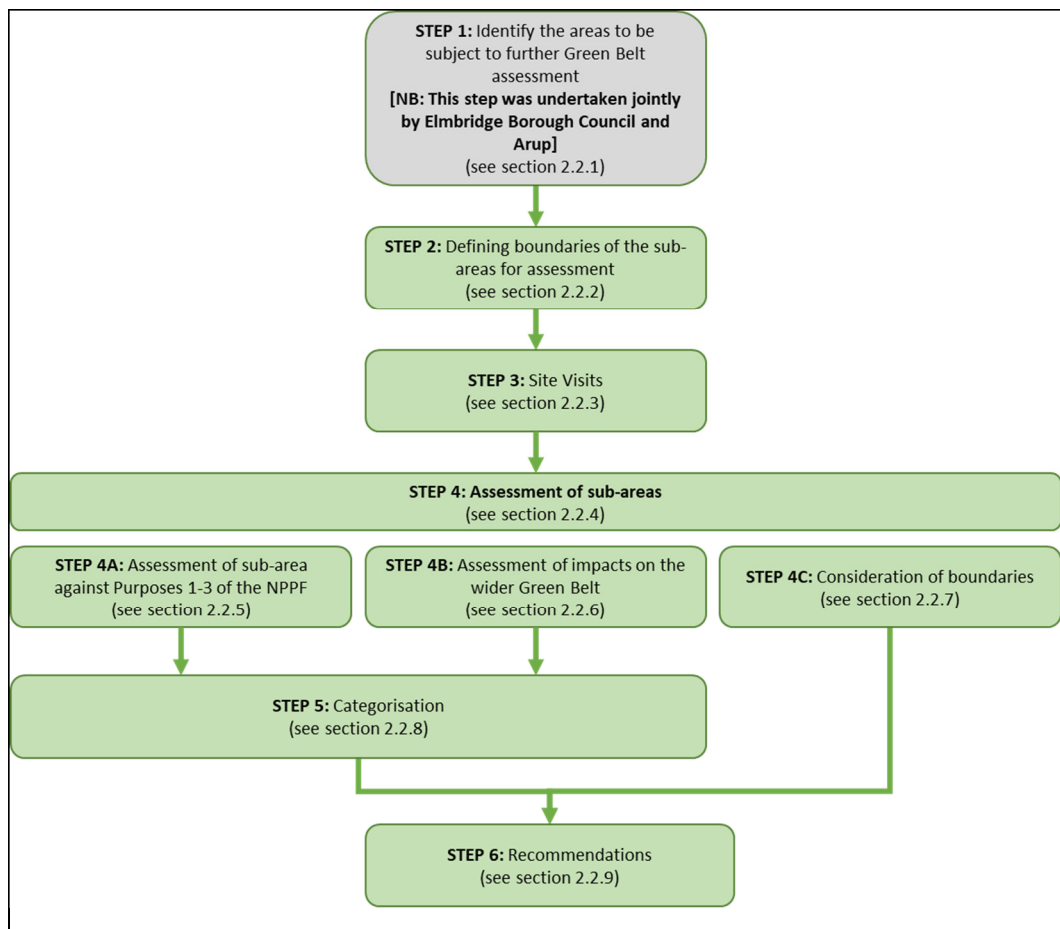 STEP 1: Identify the areas to be
subject to further Green Belt
assessment
[NB: This step was undertaken jointly
by Elmbridge Borough Council and
Arup]
(see section 2.2.1)
STEP 2: Defining boundaries of the sub-
areas for assessment
(see section 2.2.2)
STEP 3: Site Visits
(see section 2.2.3)
STEP 4: Assessment of sub-areas
(see section 2.2.4)
STEP 4A: Assessment of sub-area
against Purposes 1-3 of the NPPF
(see section 2.2.5)
STEP 4B: Assessment of impacts on the
wider Green Belt
(see section 2.2.6)
STEP 4C: Consideration of boundaries
(see section 2.2.7)
STEP 5: Categorisation
(see section 2.2.8)
STEP 6: Recommendations
(see section 2.2.9)